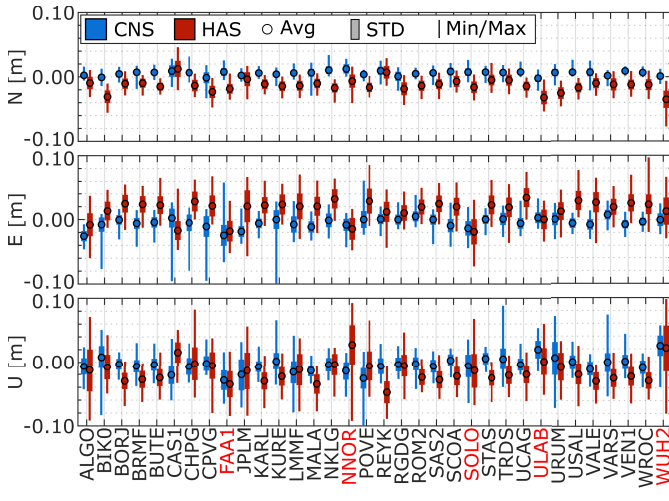 CNS HAS Avg STD Min/Max
N [m]
0.10
0.00
-0.10
E [m]
0.10
0.00
-0.10
U [m]
0.10
0.00
-0.10
ALGO
BIK0
BORJ
BRMF
BUTE
CAS1
CHPG
CPVG
FAA1
JPLM
KARL
KURE
LMMF
MALA
NKLG
NNOR
POVE
REYK
RGDG
ROM2
SAS2
SCOA
SOLO
STAS
TRDS
UCAG
ULAB
URUM
USAL
VALE
VARS
VEN1
WROC
WUH2